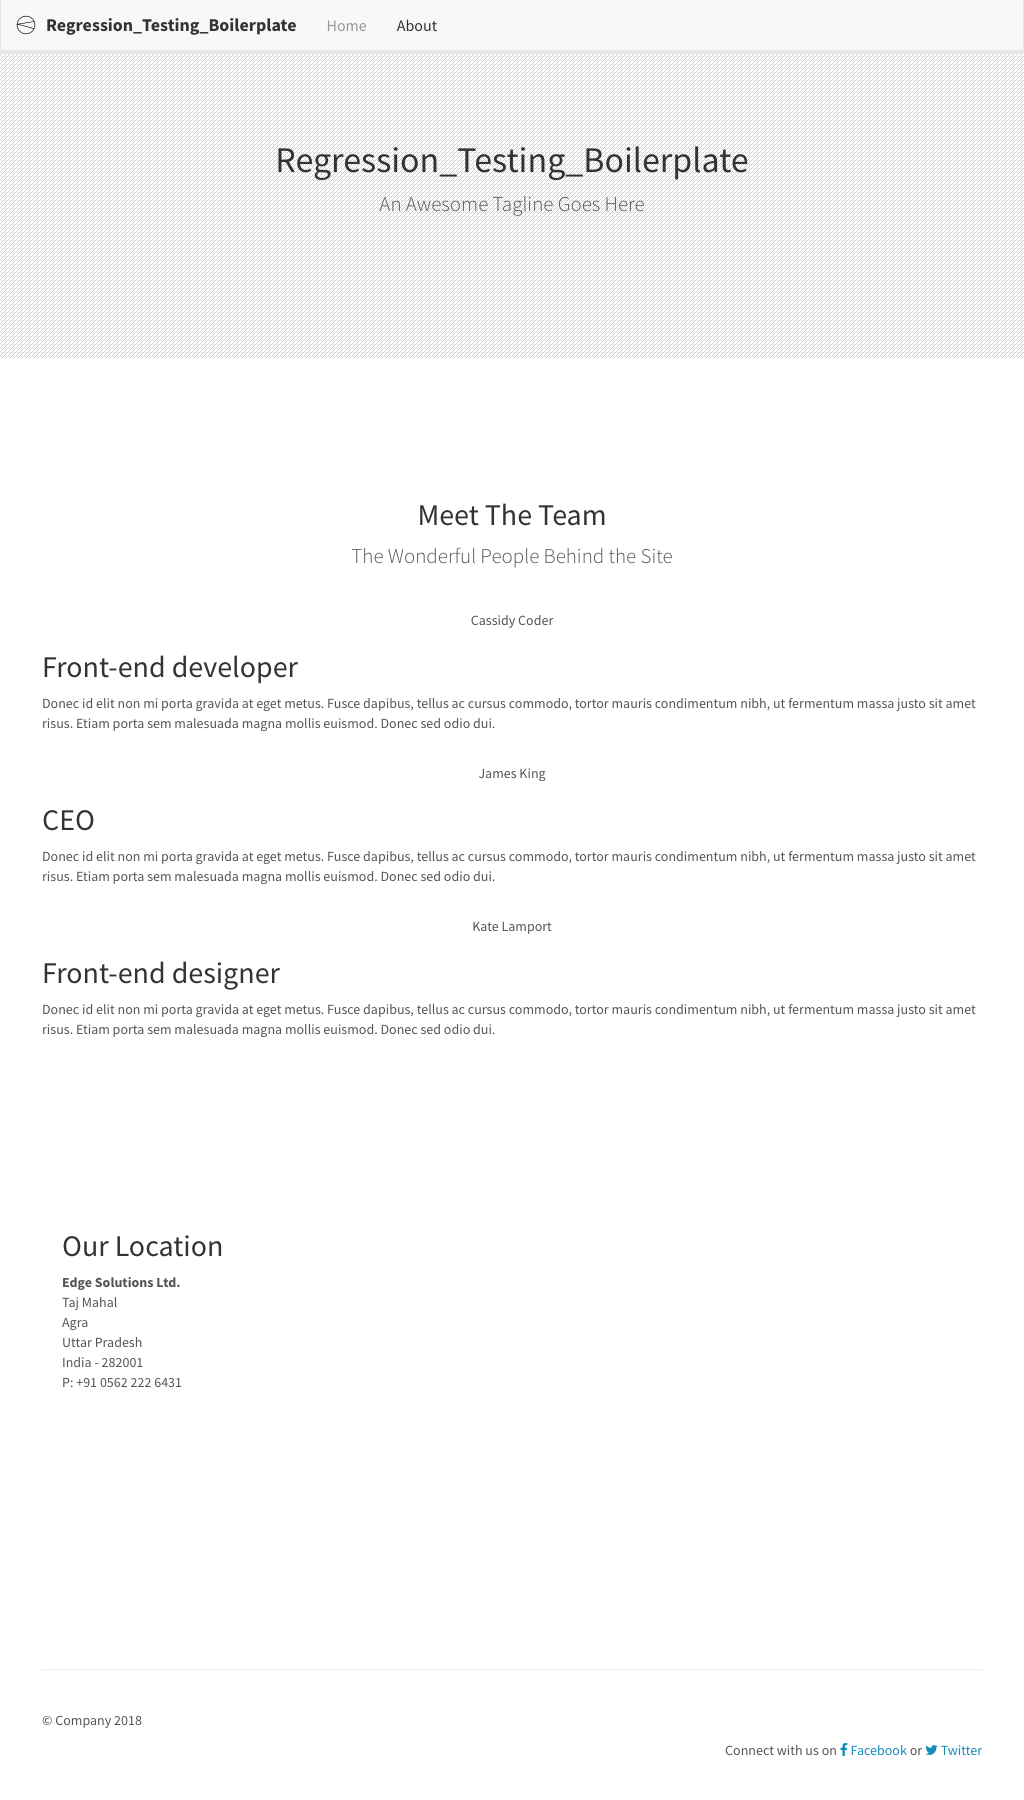 Regression_Testing_Boilerplate Home About
Regression_Testing_Boilerplate
An Awesome Tagline Goes Here
Meet The Team
The Wonderful People Behind the Site
Cassidy Coder
Front-end developer
Donec id elit non mi porta gravida at eget metus. Fusce dapibus, tellus ac cursus commodo, tortor mauris condimentum nibh, ut fermentum massa justo sit amet
risus. Etiam porta sem malesuada magna mollis euismod. Donec sed odio dui.
James King
CEO
Donec id elit non mi porta gravida at eget metus. Fusce dapibus, tellus ac cursus commodo, tortor mauris condimentum nibh, ut fermentum massa justo sit amet
risus. Etiam porta sem malesuada magna mollis euismod. Donec sed odio dui.
Kate Lamport
Front-end designer
Donec id elit non mi porta gravida at eget metus. Fusce dapibus, tellus ac cursus commodo, tortor mauris condimentum nibh, ut fermentum massa justo sit amet
risus. Etiam porta sem malesuada magna mollis euismod. Donec sed odio dui.
Our Location
Edge Solutions Ltd.
Taj Mahal
Agra
Uttar Pradesh
India - 282001
P: +91 0562 222 6431
© Company 2018
Connect with us on Facebook or Twitter